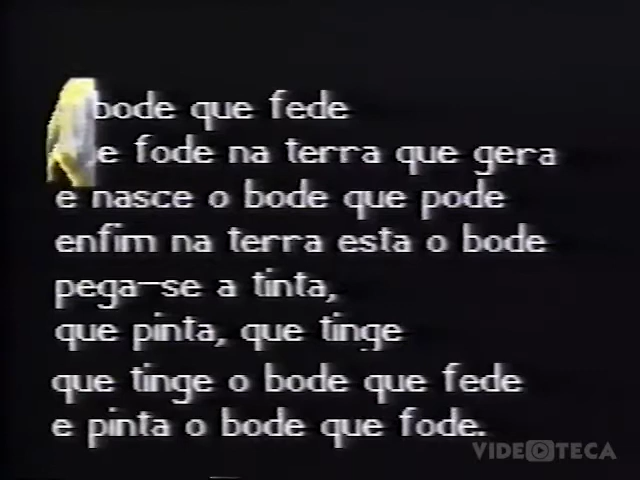 bode que fede
e fode na terra que gera
e nasce o bode que pode
enfim na terra esta o bode
pega-se a tinta,
que pinta, que tinge
que tinge o bode que fede
e pinta o bode que fode.
VIDEOTECA